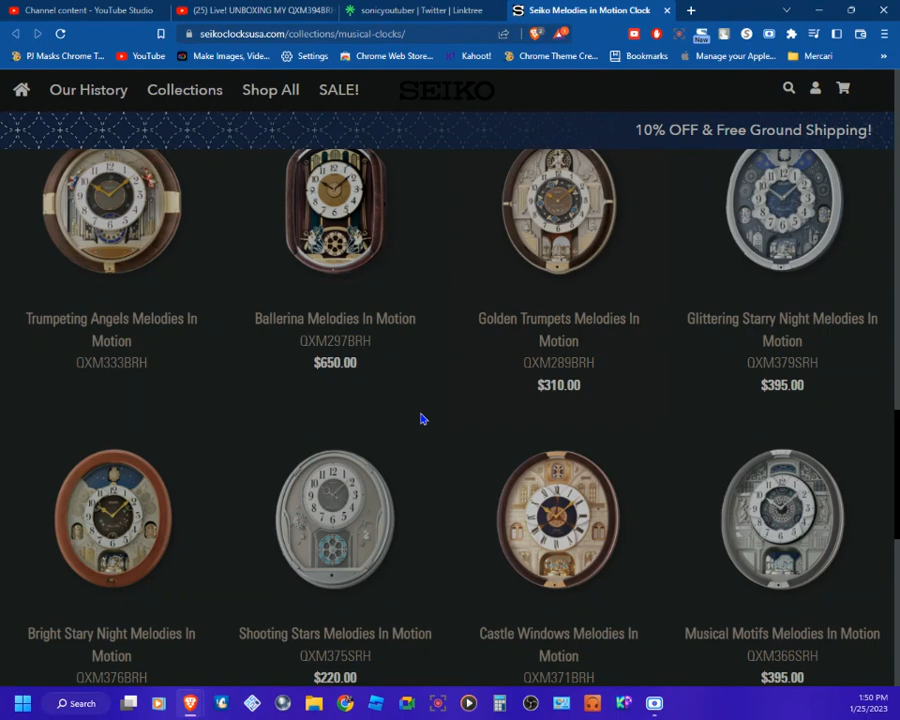 Channel content - YouTube Studio
(25) Live! UNBOXING MY QXM394BRH
sonicyoutuber | Twitter | Linktree
Seiko Melodies in Motion Clock
seikoclocksusa.com/collections/musical-clocks/
PJ Masks Chrome T...
YouTube
Make Images, Vide...
Settings
Chrome Web Store...
Kahoot!
Chrome Theme Cre...
Bookmarks
Manage your Apple...
Mercari
New
Our History
Collections
Shop All
SALE!
SEIKO
10% OFF & Free Ground Shipping!
Trumpeting Angels Melodies In
Motion
QXM333BRH
Ballerina Melodies In Motion
QXM297BRH
$650.00
Golden Trumpets Melodies In
Motion
QXM289BRH
$310.00
Glittering Starry Night Melodies In
Motion
QXM379SRH
$395.00
Bright Stary Night Melodies In
Motion
QXM376BRH
Shooting Stars Melodies In Motion
QXM375SRH
$220.00
Castle Windows Melodies In
Motion
QXM371BRH
Musical Motifs Melodies In Motion
QXM366SRH
$395.00
Search
1:50 PM
1/25/2023